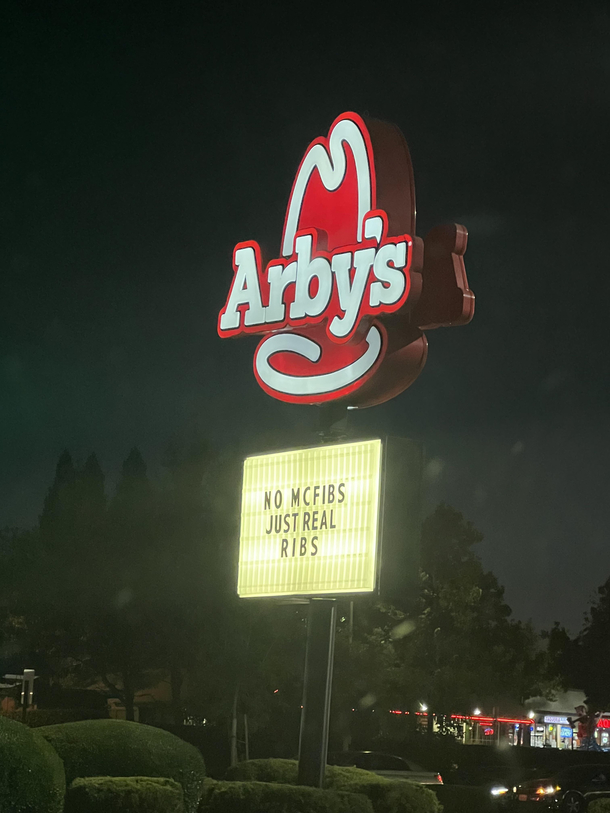 Arby's
NO MCFIBS
JUST REAL
RIBS